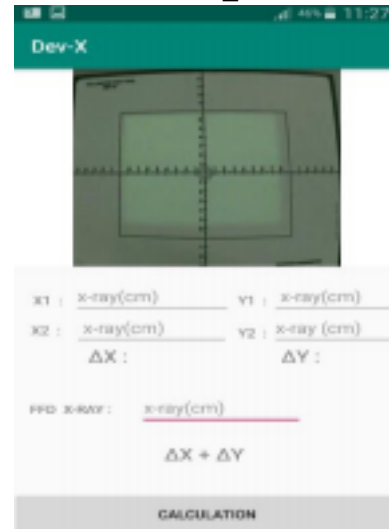 46% 11:27
Dev-X
X1 : x-ray(cm) Y1 : x-ray(cm)
X2 : x-ray(cm) Y2 : x-ray (cm)
ΔX : ΔY :
FFD X-RAY : x-ray(cm)
ΔX + ΔY
CALCULATION